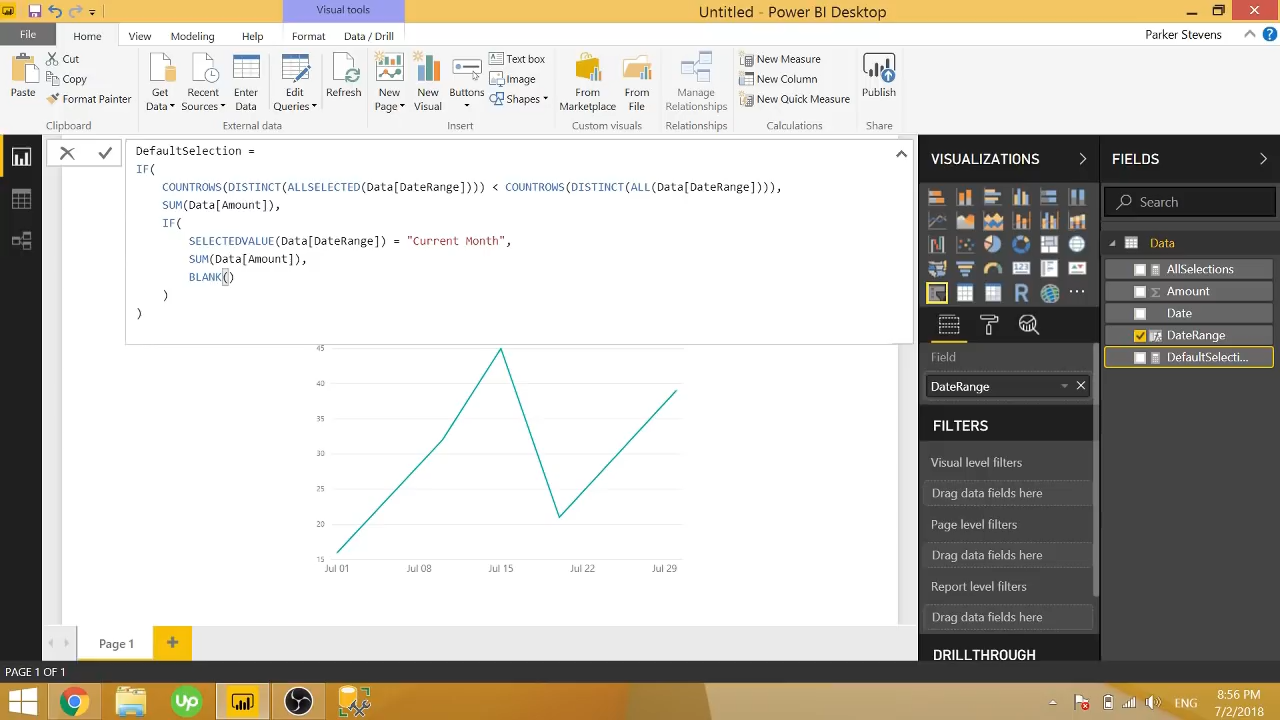 Visual tools
Untitled - Power BI Desktop
File
Home
View
Modeling
Help
Format
Data / Drill
Parker Stevens
Paste
Cut
Copy
Format Painter
Clipboard
Get Data
Recent Sources
Enter Data
External data
Edit Queries
Refresh
New Page
New Visual
Buttons
Text box
Image
Shapes
Insert
From Marketplace
From File
Custom visuals
Manage Relationships
Relationships
New Measure
New Column
New Quick Measure
Calculations
Publish
Share
DefaultSelection =
IF(
COUNTROWS(DISTINCT(ALLSELECTED(Data[DateRange]))) < COUNTROWS(DISTINCT(ALL(Data[DateRange]))),
SUM(Data[Amount]),
IF(
SELECTEDVALUE(Data[DateRange]) = "Current Month",
SUM(Data[Amount]),
BLANK()
)
)
45
40
35
30
25
20
15
Jul 01
Jul 08
Jul 15
Jul 22
Jul 29
VISUALIZATIONS
123
R
Field
DateRange
FILTERS
Visual level filters
Drag data fields here
Page level filters
Drag data fields here
Report level filters
Drag data fields here
DRILLTHROUGH
FIELDS
Search
Data
AllSelections
Amount
Date
DateRange
DefaultSelecti...
Page 1
PAGE 1 OF 1
Up
ENG
8:56 PM
7/2/2018